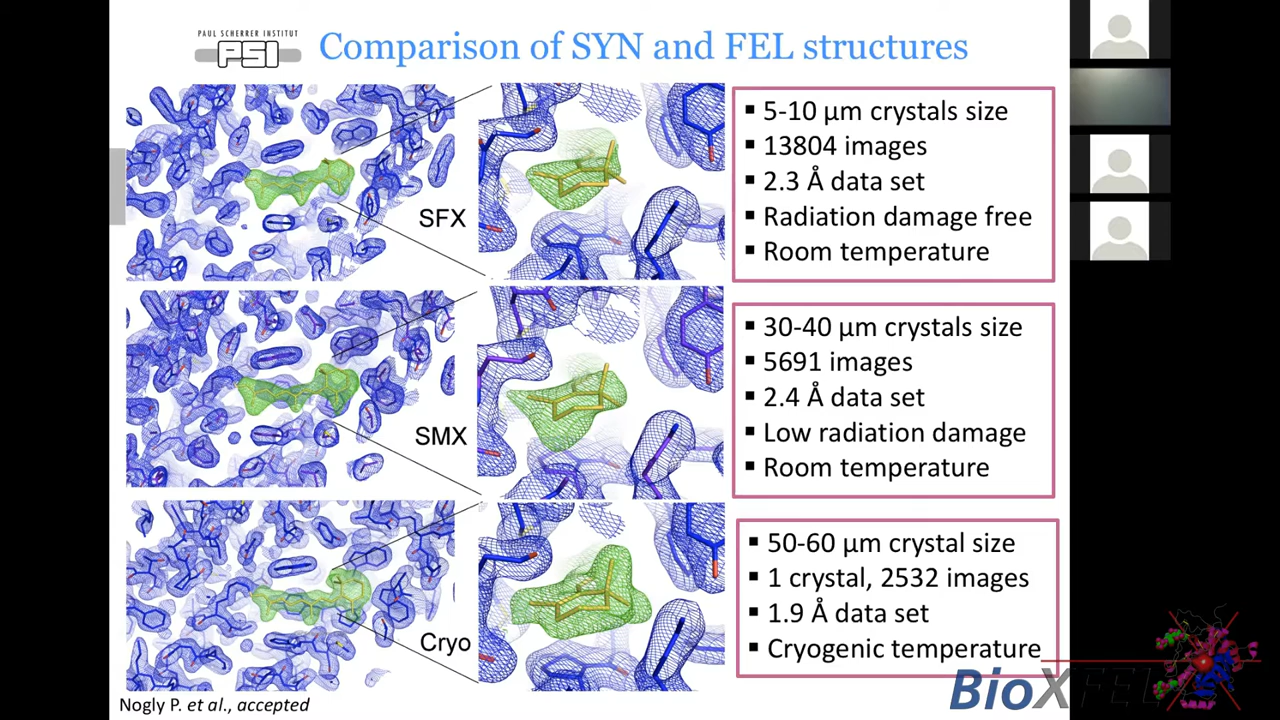 PAUL SCHERRER INSTITUT
PSI
Comparison of SYN and FEL structures
SFX
▪ 5-10 µm crystals size
▪ 13804 images
▪ 2.3 Å data set
▪ Radiation damage free
▪ Room temperature
SMX
▪ 30-40 µm crystals size
▪ 5691 images
▪ 2.4 Å data set
▪ Low radiation damage
▪ Room temperature
Cryo
▪ 50-60 µm crystal size
▪ 1 crystal, 2532 images
▪ 1.9 Å data set
▪ Cryogenic temperature
Nogly P. et al., accepted
BioXFEL